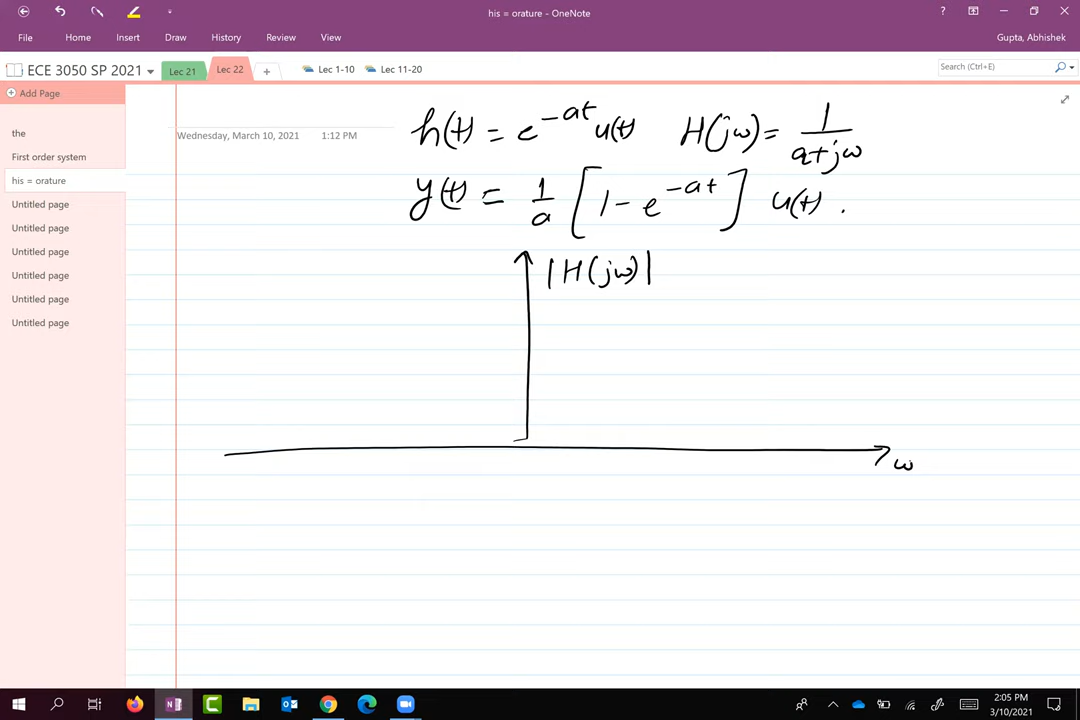 his = orature - OneNote
?
Gupta, Abhishek
File Home Insert Draw History Review View
ECE 3050 SP 2021 Lec 21 Lec 22 + Lec 1-10 Lec 11-20
Search (Ctrl+E)
+ Add Page
the
First order system
his = orature
Untitled page
Untitled page
Untitled page
Untitled page
Untitled page
Untitled page
Wednesday, March 10, 2021 1:12 PM
h(t) = e^{-at} u(t) H(jω) = 1/(a+jω)
y(t) = 1/a [1 - e^{-at}] u(t).
|H(jω)|
ω
2:05 PM
3/10/2021